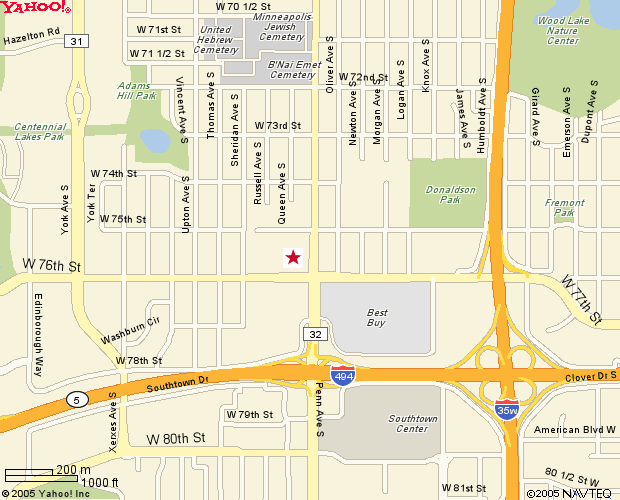 YAHOO!
W 70 1/2 St
Minneapolis
Jewish
Cemetery
W 71st St
United
Hebrew
Cemetery
Hazelton Rd
31
W 71 1/2 St
B'Nai Emet
Cemetery
W 72nd St
Oliver Ave S
Knox Ave S
Logan Ave S
Wood Lake
Nature
Center
Adams
Hill Park
Vincent Ave S
Thomas Ave S
Sheridan Ave S
Newton Ave S
Morgan Ave S
James Ave S
Humboldt Ave S
Girard Ave S
Emerson Ave S
Dupont Ave S
Centennial
Lakes Park
W 73rd St
W 74th St
Russell Ave S
Queen Ave S
Donaldson
Park
Fremont
Park
York Ave S
York Ter
Upton Ave S
W 75th St
W 76th St
W 77th St
Edinborough Way
Washburn Cir
Best
Buy
32
W 78th St
Southtown Dr
494
Clover Dr S
5
Xerxes Ave S
W 79th St
Penn Ave S
Southtown
Center
35W
American Blvd W
W 80th St
80 1/2 St W
W 81st St
200 m
1000 ft
©2005 Yahoo! Inc
©2005 NAVTEQ